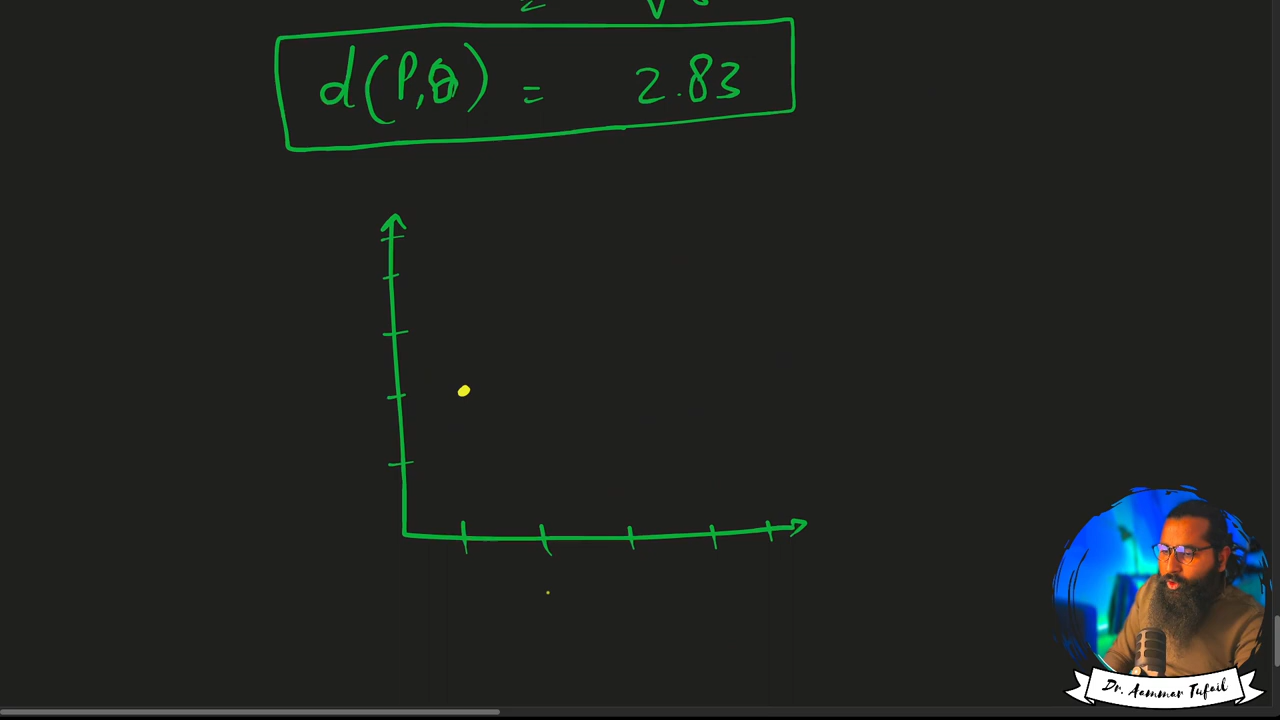 d(P,Q) = 2.83
Dr. Aammar Tufail